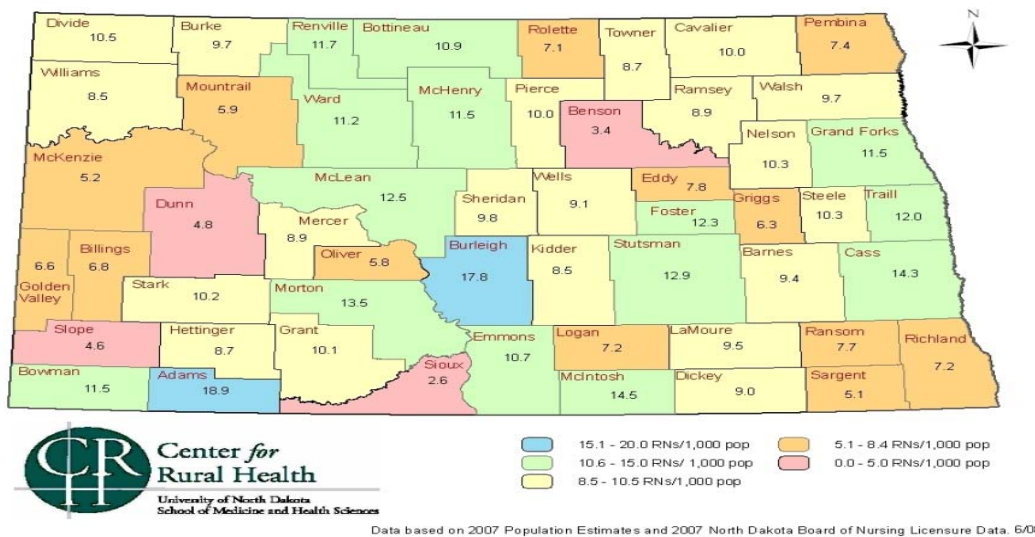 Divide
10.5
Burke
9.7
Renville
11.7
Bottineau
10.9
Rolette
7.1
Towner
8.7
Cavalier
10.0
Pembina
7.4
N
Williams
8.5
Mountrail
5.9
Ward
11.2
McHenry
11.5
Pierce
10.0
Benson
3.4
Ramsey
8.9
Walsh
9.7
Nelson
10.3
Grand Forks
11.5
McKenzie
5.2
Dunn
4.8
McLean
12.5
Mercer
8.9
Sheridan
9.8
Wells
9.1
Eddy
7.8
Foster
12.3
Griggs
6.3
Steele
10.3
Traill
12.0
Golden
Valley
6.6
Billings
6.8
Stark
10.2
Oliver
5.8
Morton
13.5
Burleigh
17.8
Kidder
8.5
Stutsman
12.9
Barnes
9.4
Cass
14.3
Slope
4.6
Hettinger
8.7
Grant
10.1
Sioux
2.6
Emmons
10.7
Logan
7.2
LaMoure
9.5
Ransom
7.7
Richland
7.2
Bowman
11.5
Adams
18.9
McIntosh
14.5
Dickey
9.0
Sargent
5.1
CRH
Center for
Rural Health
University of North Dakota
School of Medicine and Health Sciences
15.1 - 20.0 RNs/1,000 pop
10.6 - 15.0 RNs/ 1,000 pop
8.5 - 10.5 RNs/1,000 pop
5.1 - 8.4 RNs/1,000 pop
0.0 - 5.0 RNs/1,000 pop
Data based on 2007 Population Estimates and 2007 North Dakota Board of Nursing Licensure Data.